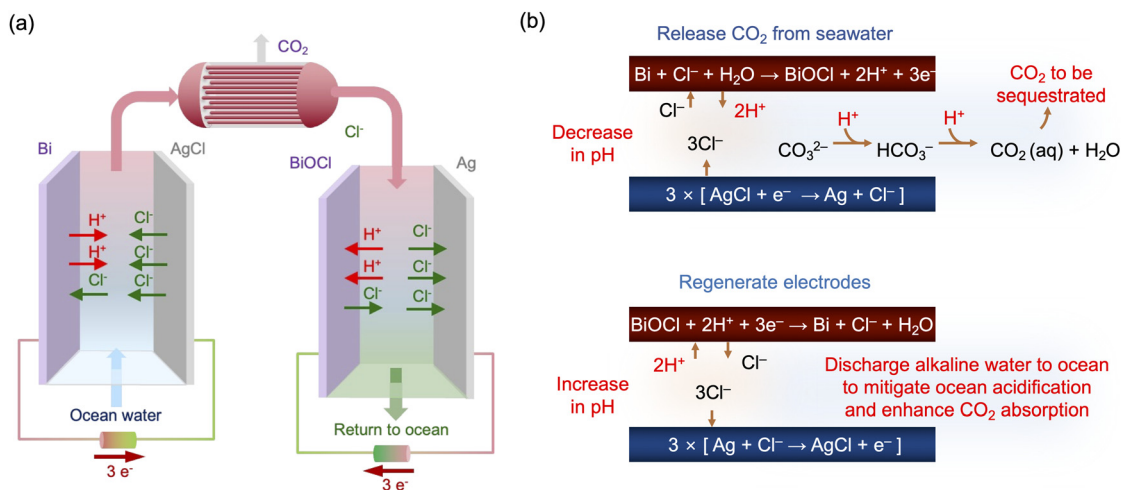 (a)
CO₂
Cl⁻
Bi
AgCl
H⁺
Cl⁻
H⁺
Cl⁻
Cl⁻
Cl⁻
Ocean water
3 e⁻
BiOCl
Ag
H⁺
Cl⁻
H⁺
Cl⁻
Cl⁻
Cl⁻
Return to ocean
3 e⁻
(b)
Release CO₂ from seawater
Bi + Cl⁻ + H₂O → BiOCl + 2H⁺ + 3e⁻
Cl⁻
2H⁺
Decrease
in pH
3Cl⁻
3 × [ AgCl + e⁻ → Ag + Cl⁻ ]
CO₃²⁻
H⁺
HCO₃⁻
H⁺
CO₂ (aq) + H₂O
CO₂ to be
sequestrated
Regenerate electrodes
BiOCl + 2H⁺ + 3e⁻ → Bi + Cl⁻ + H₂O
2H⁺
Cl⁻
Increase
in pH
3Cl⁻
3 × [ Ag + Cl⁻ → AgCl + e⁻ ]
Discharge alkaline water to ocean
to mitigate ocean acidification
and enhance CO₂ absorption